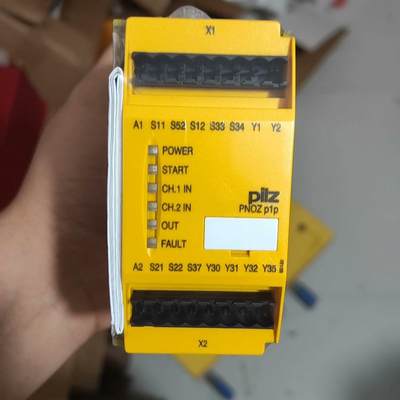 X1
A1 S11 S52 S12 S33 S34 Y1 Y2
POWER
START
CH.1 IN
CH.2 IN
OUT
FAULT
pilz
PNOZ p1p
A2 S21 S22 S37 Y30 Y31 Y32 Y35
X2